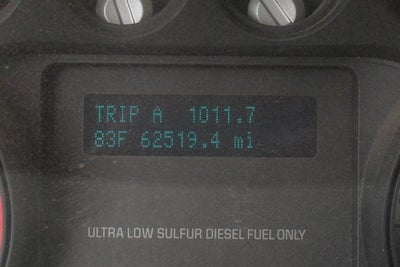 TRIP A 1011.7
83F 62519.4 mi
ULTRA LOW SULFUR DIESEL FUEL ONLY